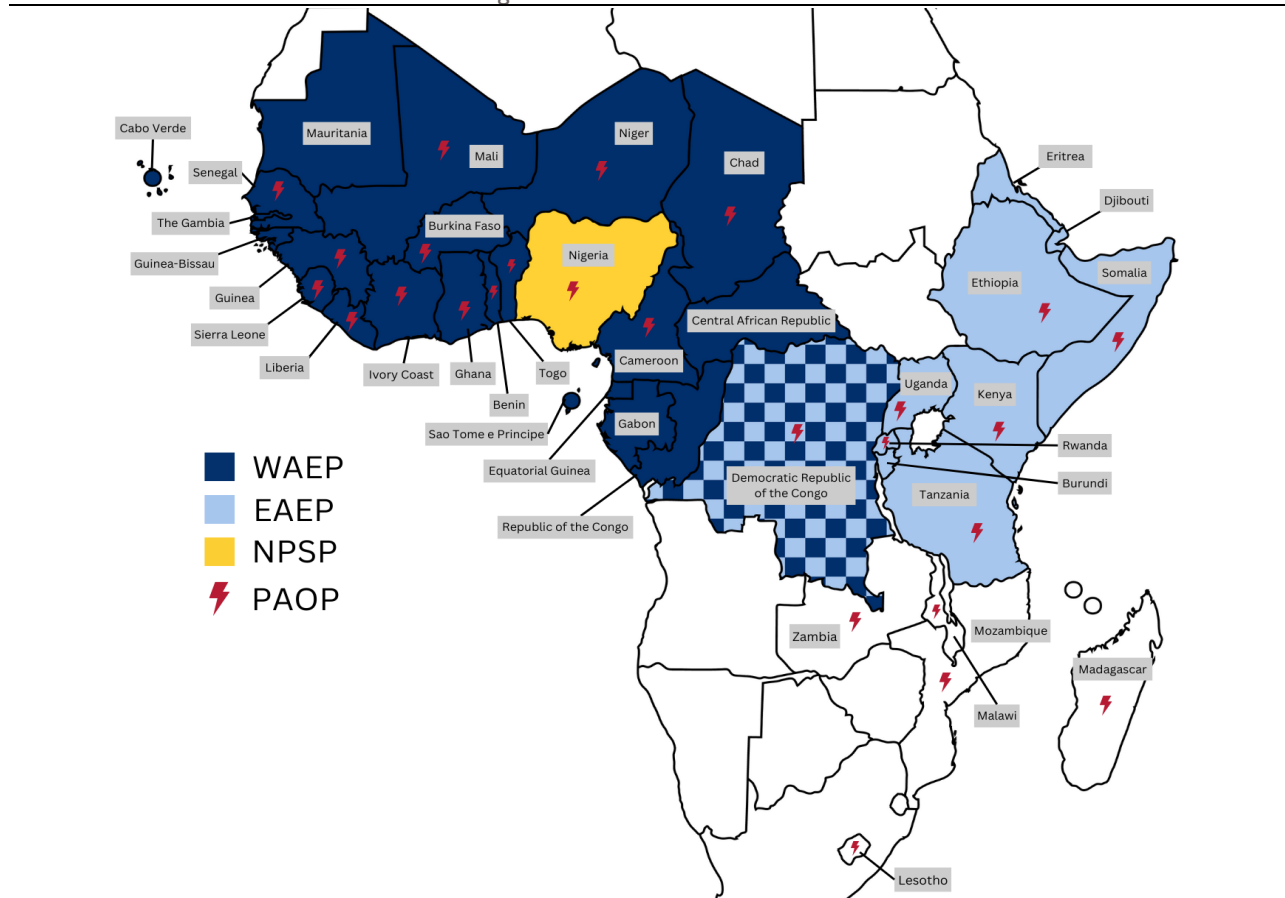 Cabo Verde
Mauritania
Niger
Mali
Chad
Eritrea
Senegal
Djibouti
The Gambia
Burkina Faso
Guinea-Bissau
Nigeria
Somalia
Ethiopia
Guinea
Sierra Leone
Central African Republic
Liberia
Ivory Coast
Ghana
Togo
Cameroon
Uganda
Kenya
Benin
Gabon
Sao Tome e Principe
Rwanda
Equatorial Guinea
Democratic Republic
of the Congo
Burundi
Tanzania
Republic of the Congo
WAEP
EAEP
NPSP
PAOP
Zambia
Mozambique
Madagascar
Malawi
Lesotho